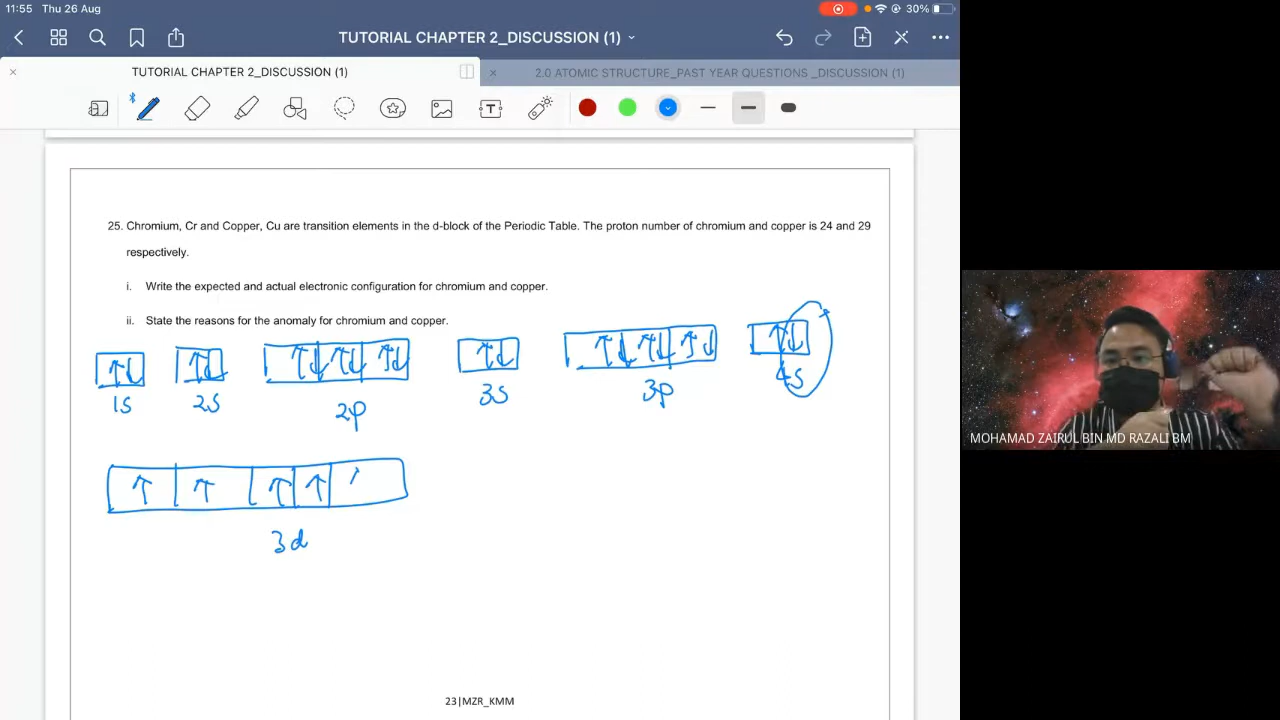 11:55 Thu 26 Aug
30%
TUTORIAL CHAPTER 2_DISCUSSION (1)
TUTORIAL CHAPTER 2_DISCUSSION (1)
2.0 ATOMIC STRUCTURE_PAST YEAR QUESTIONS _DISCUSSION (1)
25. Chromium, Cr and Copper, Cu are transition elements in the d-block of the Periodic Table. The proton number of chromium and copper is 24 and 29
respectively.
i. Write the expected and actual electronic configuration for chromium and copper.
ii. State the reasons for the anomaly for chromium and copper.
1s 2s 2p 3s 3p 4s
3d
MOHAMAD ZAIRUL BIN MD RAZALI BM
23|MZR_KMM